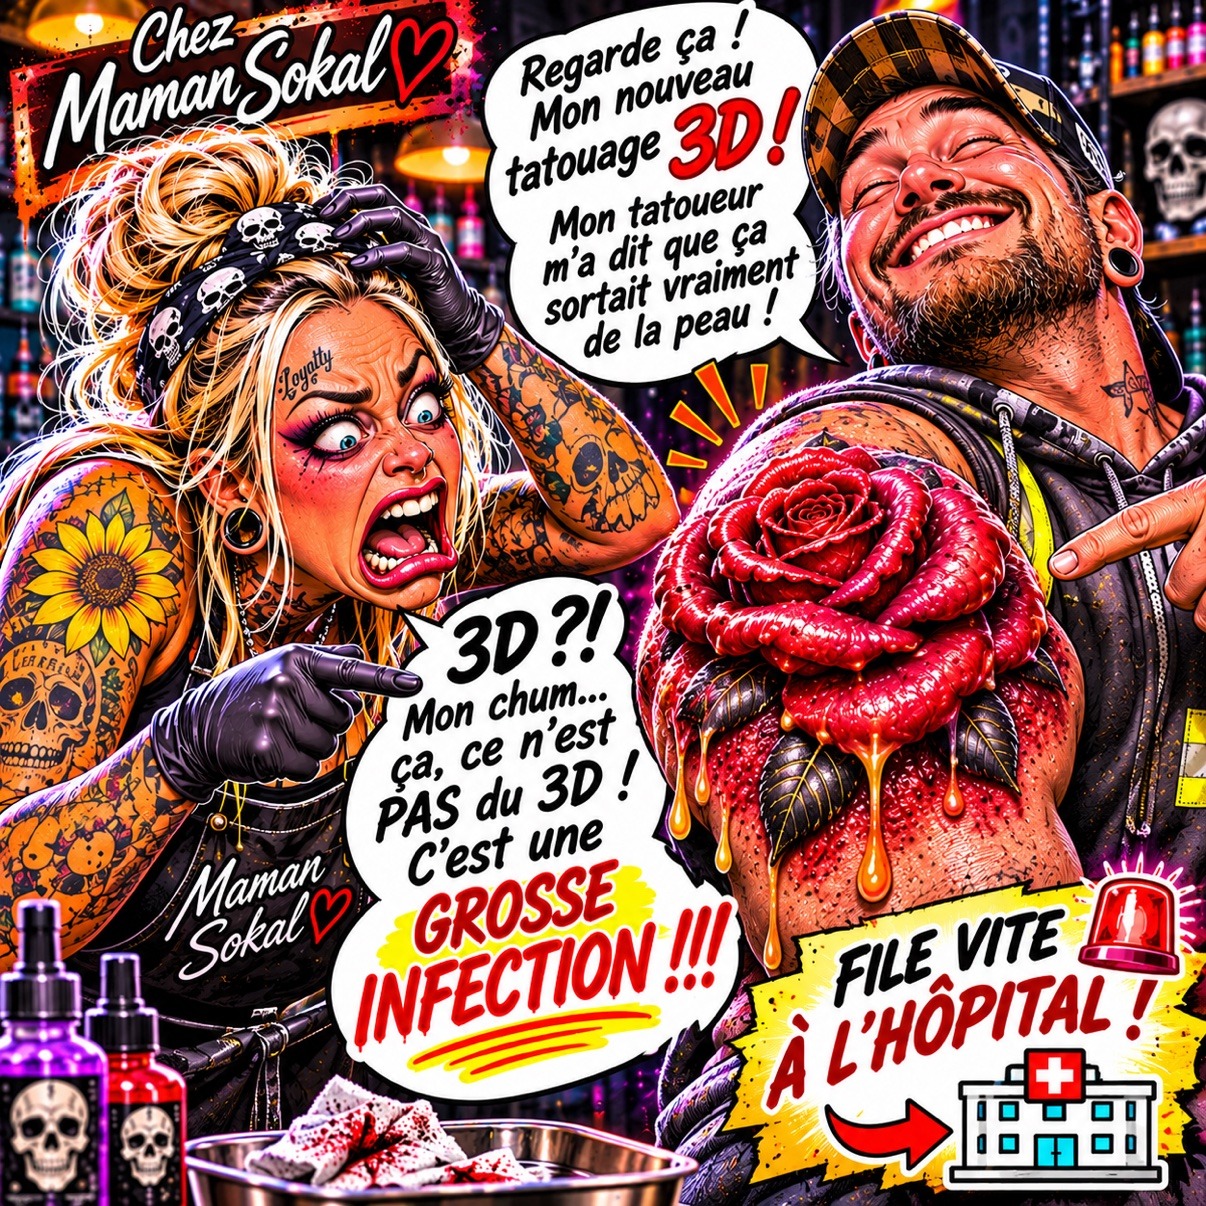 Chez
Maman Sokal
Regarde ça !
Mon nouveau
tatouage 3D !
Mon tatoueur
m'a dit que ça
sortait vraiment
de la peau !
Loyalty
3D ?!
Mon chum...
ça, ce n'est
PAS du 3D !
C'est une
GROSSE
INFECTION !!!
Maman
Sokal
FILE VITE
À L'HÔPITAL !